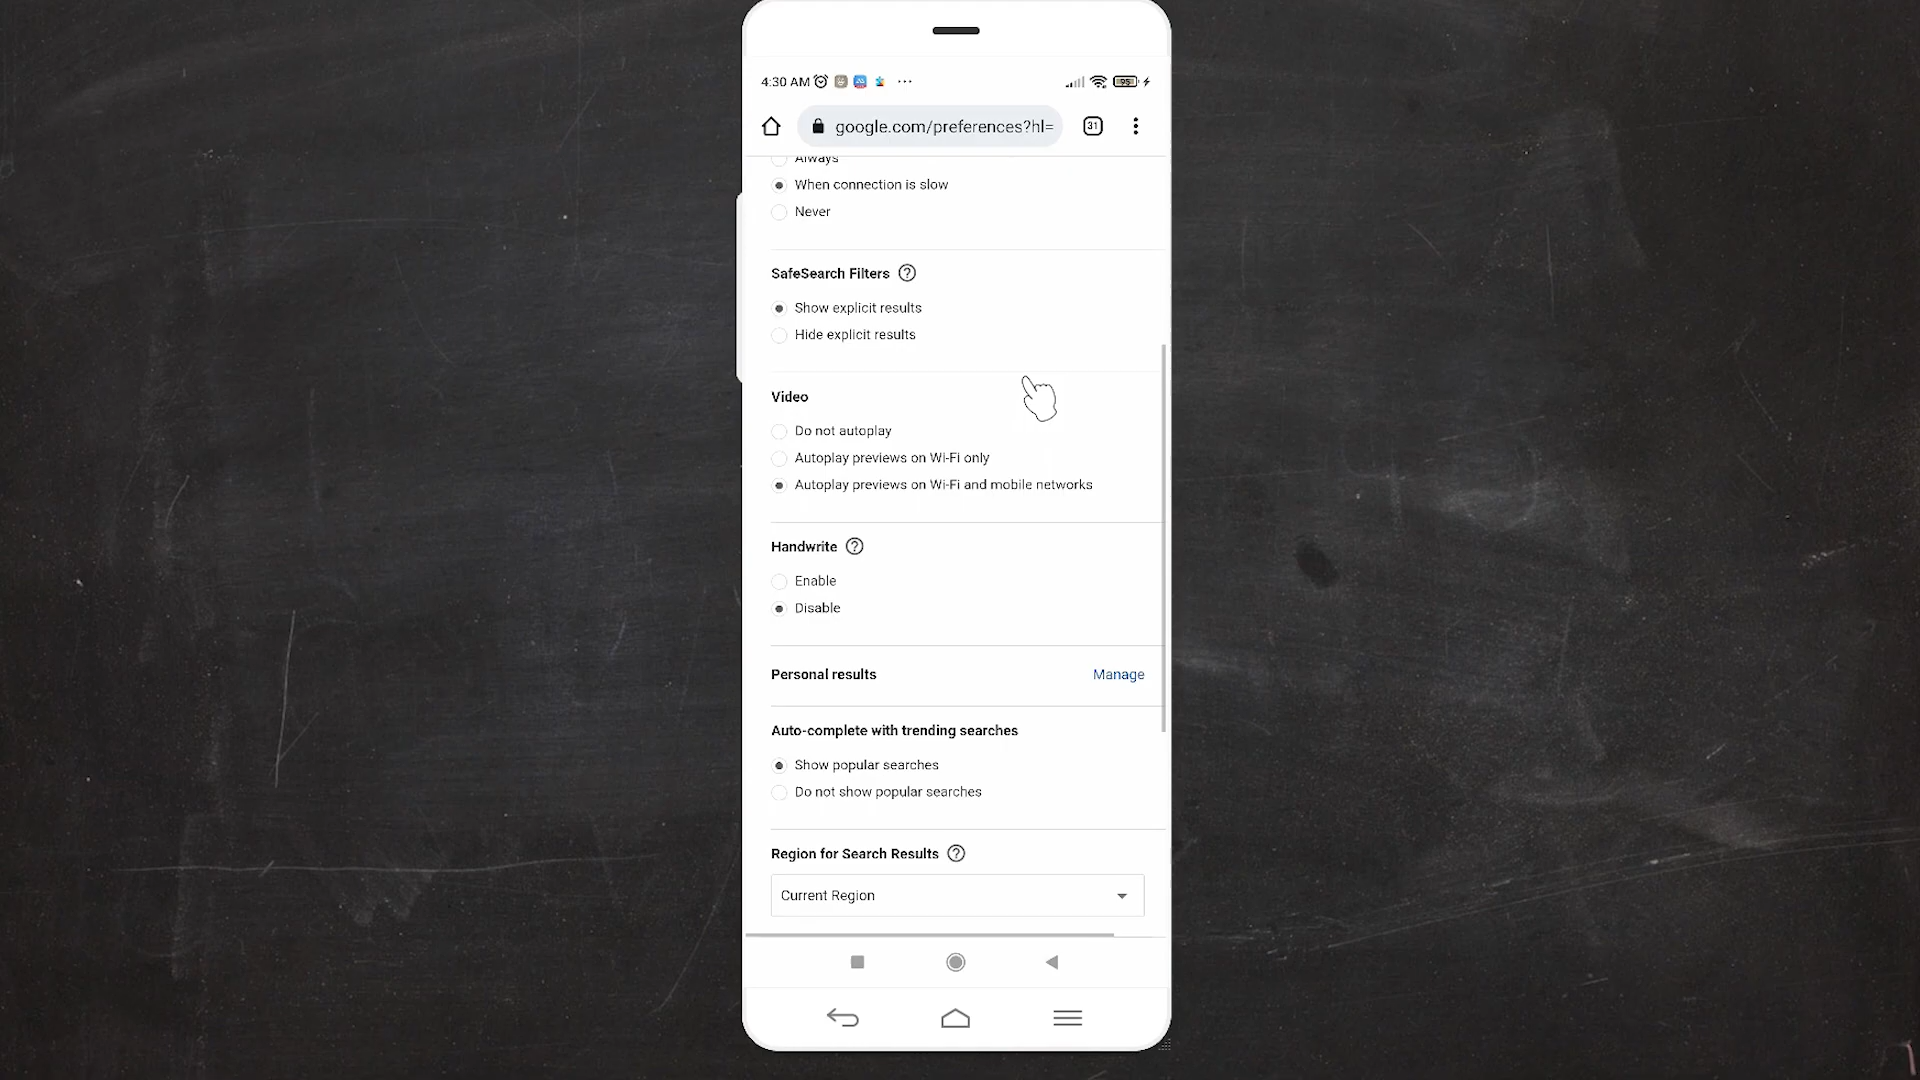 4:30 AM
95
google.com/preferences?hl=
31
Always
When connection is slow
Never
SafeSearch Filters
Show explicit results
Hide explicit results
Video
Do not autoplay
Autoplay previews on Wi-Fi only
Autoplay previews on Wi-Fi and mobile networks
Handwrite
Enable
Disable
Personal results Manage
Auto-complete with trending searches
Show popular searches
Do not show popular searches
Region for Search Results
Current Region